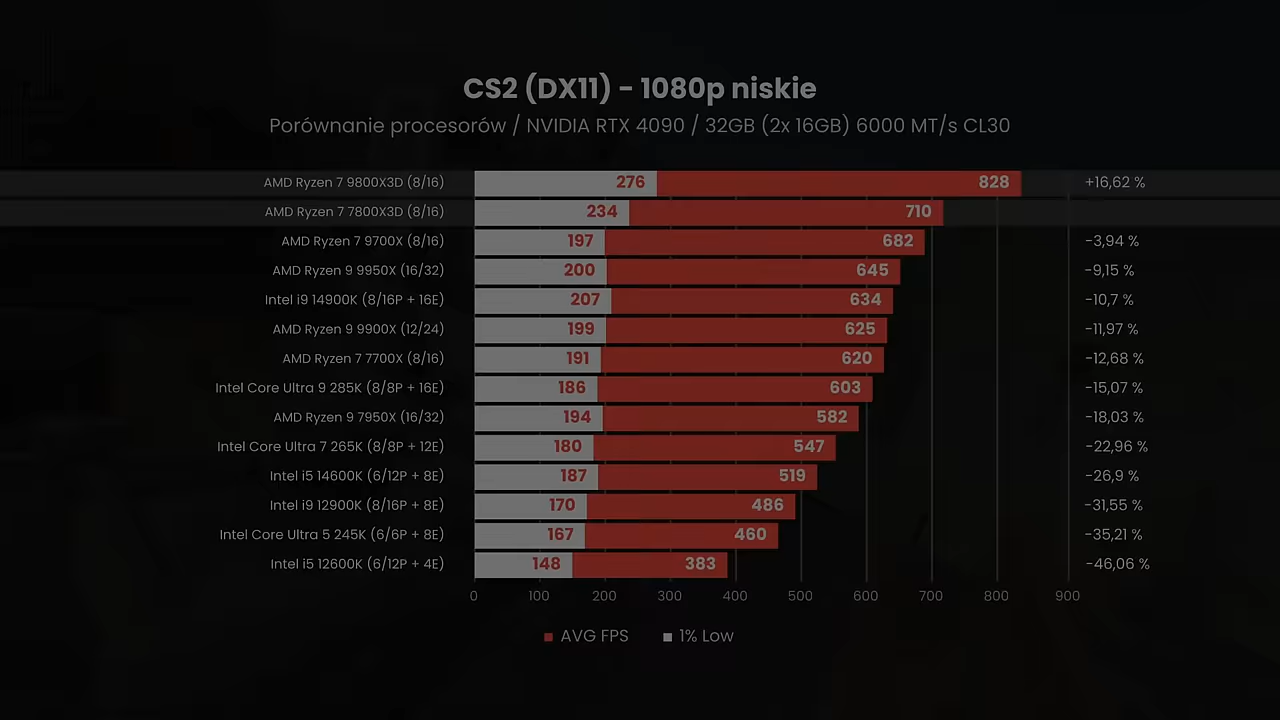 CS2 (DX11) - 1080p niskie
Porównanie procesorów / NVIDIA RTX 4090 / 32GB (2x 16GB) 6000 MT/s CL30
AMD Ryzen 7 9800X3D (8/16) 276 828 +16,62 %
AMD Ryzen 7 7800X3D (8/16) 234 710
AMD Ryzen 7 9700X (8/16) 197 682 -3,94 %
AMD Ryzen 9 9950X (16/32) 200 645 -9,15 %
Intel i9 14900K (8/16P + 16E) 207 634 -10,7 %
AMD Ryzen 9 9900X (12/24) 199 625 -11,97 %
AMD Ryzen 7 7700X (8/16) 191 620 -12,68 %
Intel Core Ultra 9 285K (8/8P + 16E) 186 603 -15,07 %
AMD Ryzen 9 7950X (16/32) 194 582 -18,03 %
Intel Core Ultra 7 265K (8/8P + 12E) 180 547 -22,96 %
Intel i5 14600K (6/12P + 8E) 187 519 -26,9 %
Intel i9 12900K (8/16P + 8E) 170 486 -31,55 %
Intel Core Ultra 5 245K (6/6P + 8E) 167 460 -35,21 %
Intel i5 12600K (6/12P + 4E) 148 383 -46,06 %
0 100 200 300 400 500 600 700 800 900
AVG FPS 1% Low